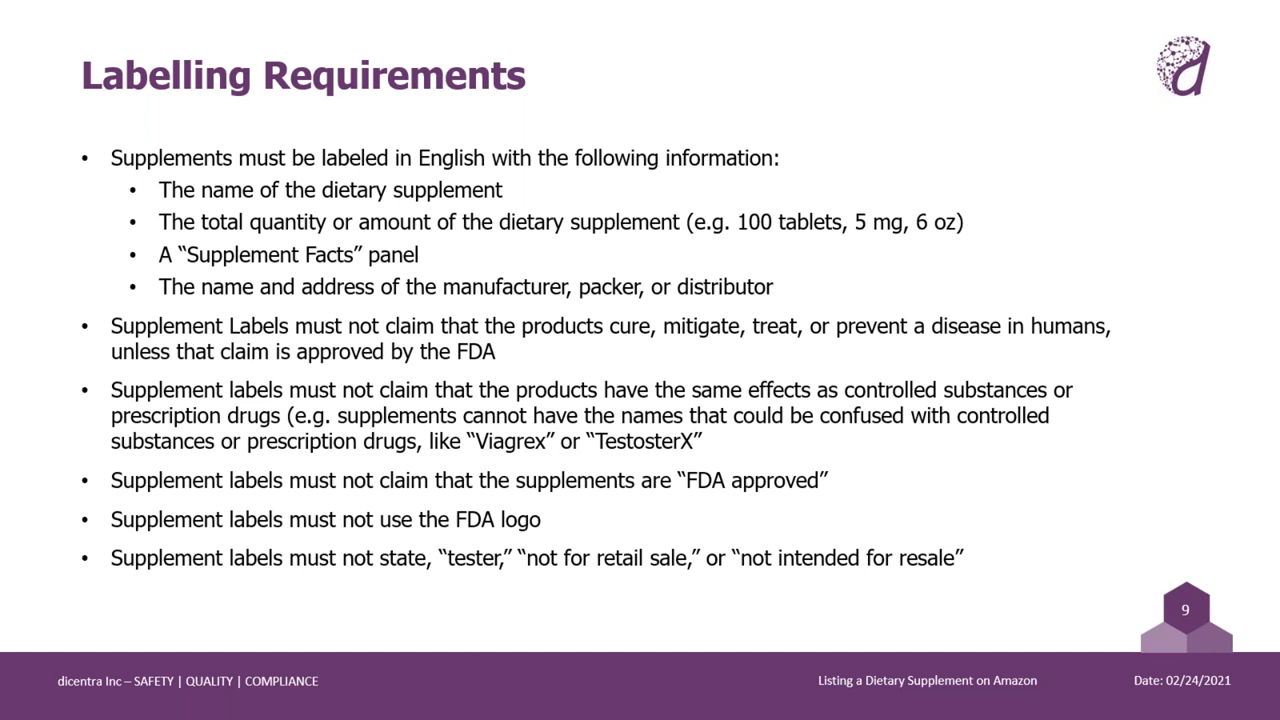 Labelling Requirements
• Supplements must be labeled in English with the following information:
• The name of the dietary supplement
• The total quantity or amount of the dietary supplement (e.g. 100 tablets, 5 mg, 6 oz)
• A “Supplement Facts” panel
• The name and address of the manufacturer, packer, or distributor
• Supplement Labels must not claim that the products cure, mitigate, treat, or prevent a disease in humans,
unless that claim is approved by the FDA
• Supplement labels must not claim that the products have the same effects as controlled substances or
prescription drugs (e.g. supplements cannot have the names that could be confused with controlled
substances or prescription drugs, like “Viagrex” or “TestosterX”
• Supplement labels must not claim that the supplements are “FDA approved”
• Supplement labels must not use the FDA logo
• Supplement labels must not state, “tester,” “not for retail sale,” or “not intended for resale”
9
dicentra Inc – SAFETY | QUALITY | COMPLIANCE
Listing a Dietary Supplement on Amazon
Date: 02/24/2021